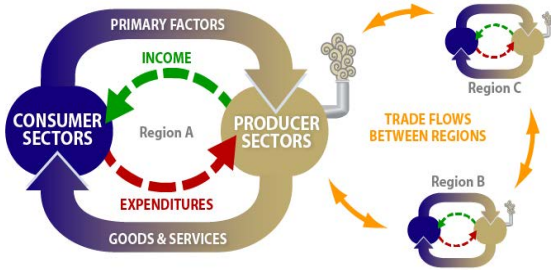 PRIMARY FACTORS
INCOME
CONSUMER
SECTORS
Region A
PRODUCER
SECTORS
EXPENDITURES
GOODS & SERVICES
Region C
TRADE FLOWS
BETWEEN REGIONS
Region B